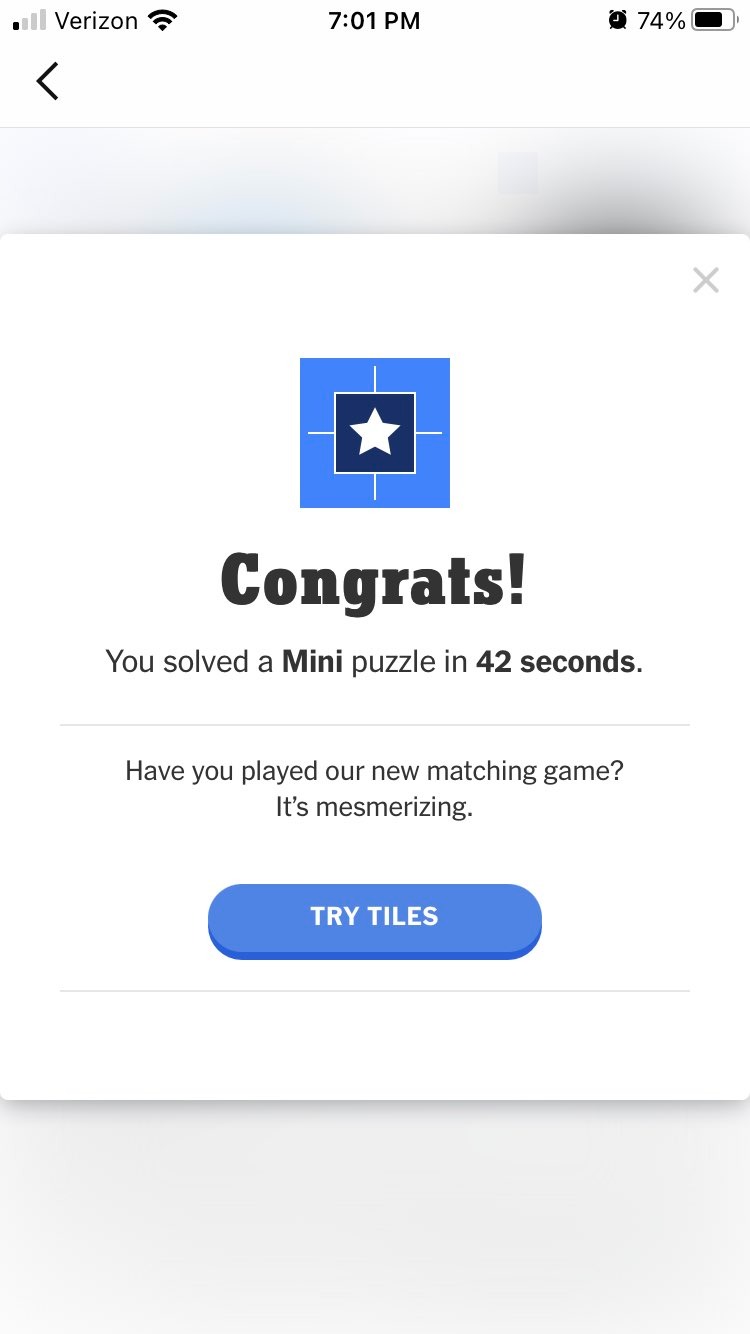 Verizon 7:01 PM 74%
Congrats!
You solved a Mini puzzle in 42 seconds.
Have you played our new matching game?
It’s mesmerizing.
TRY TILES